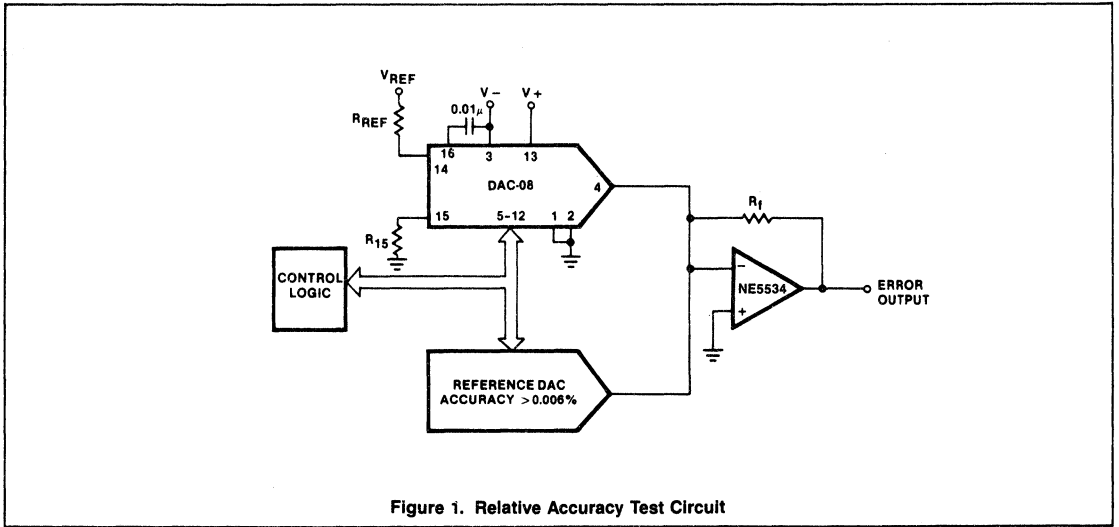 VREF
RREF
0.01µ
V–
V+
16
3
13
14
DAC-08
4
15
5-12
1
2
R15
Rf
CONTROL
LOGIC
–
NE5534
+
ERROR
OUTPUT
REFERENCE DAC
ACCURACY >0.006%
Figure 1. Relative Accuracy Test Circuit